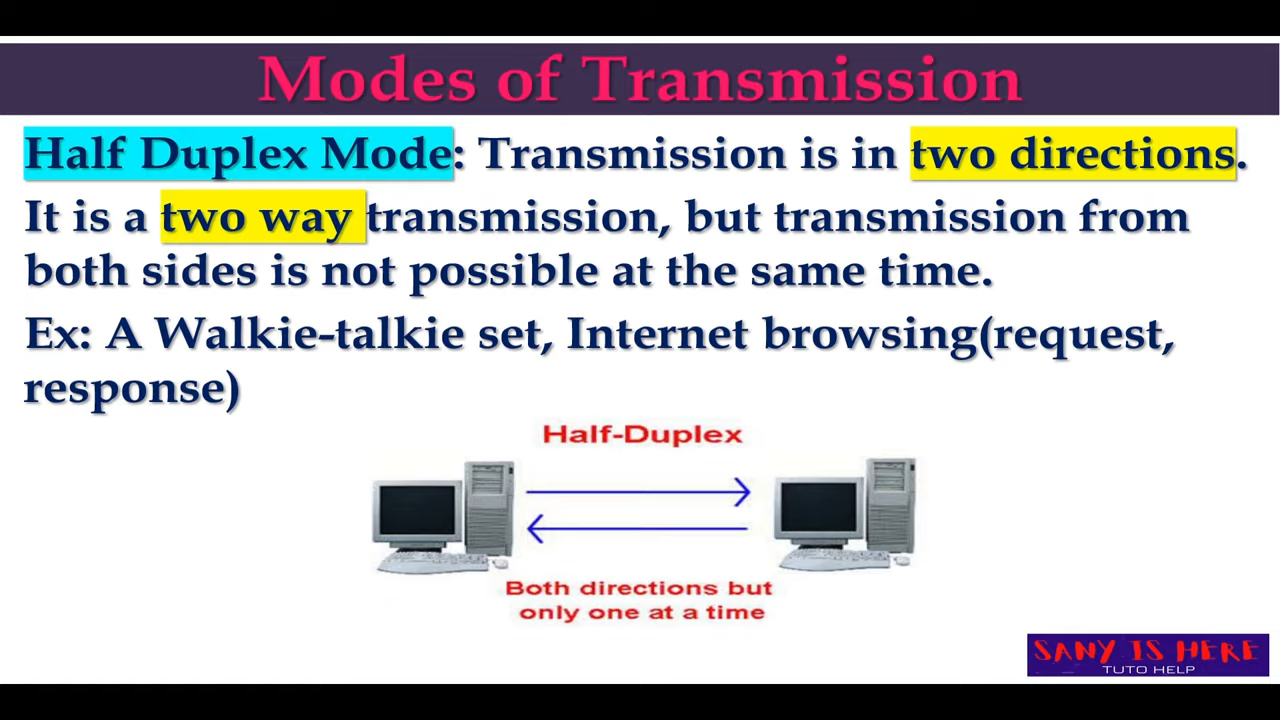 Modes of Transmission
Half Duplex Mode: Transmission is in two directions.
It is a two way transmission, but transmission from
both sides is not possible at the same time.
Ex: A Walkie-talkie set, Internet browsing(request,
response)
Half-Duplex
Both directions but
only one at a time
SANY IS HERE
TUTO HELP